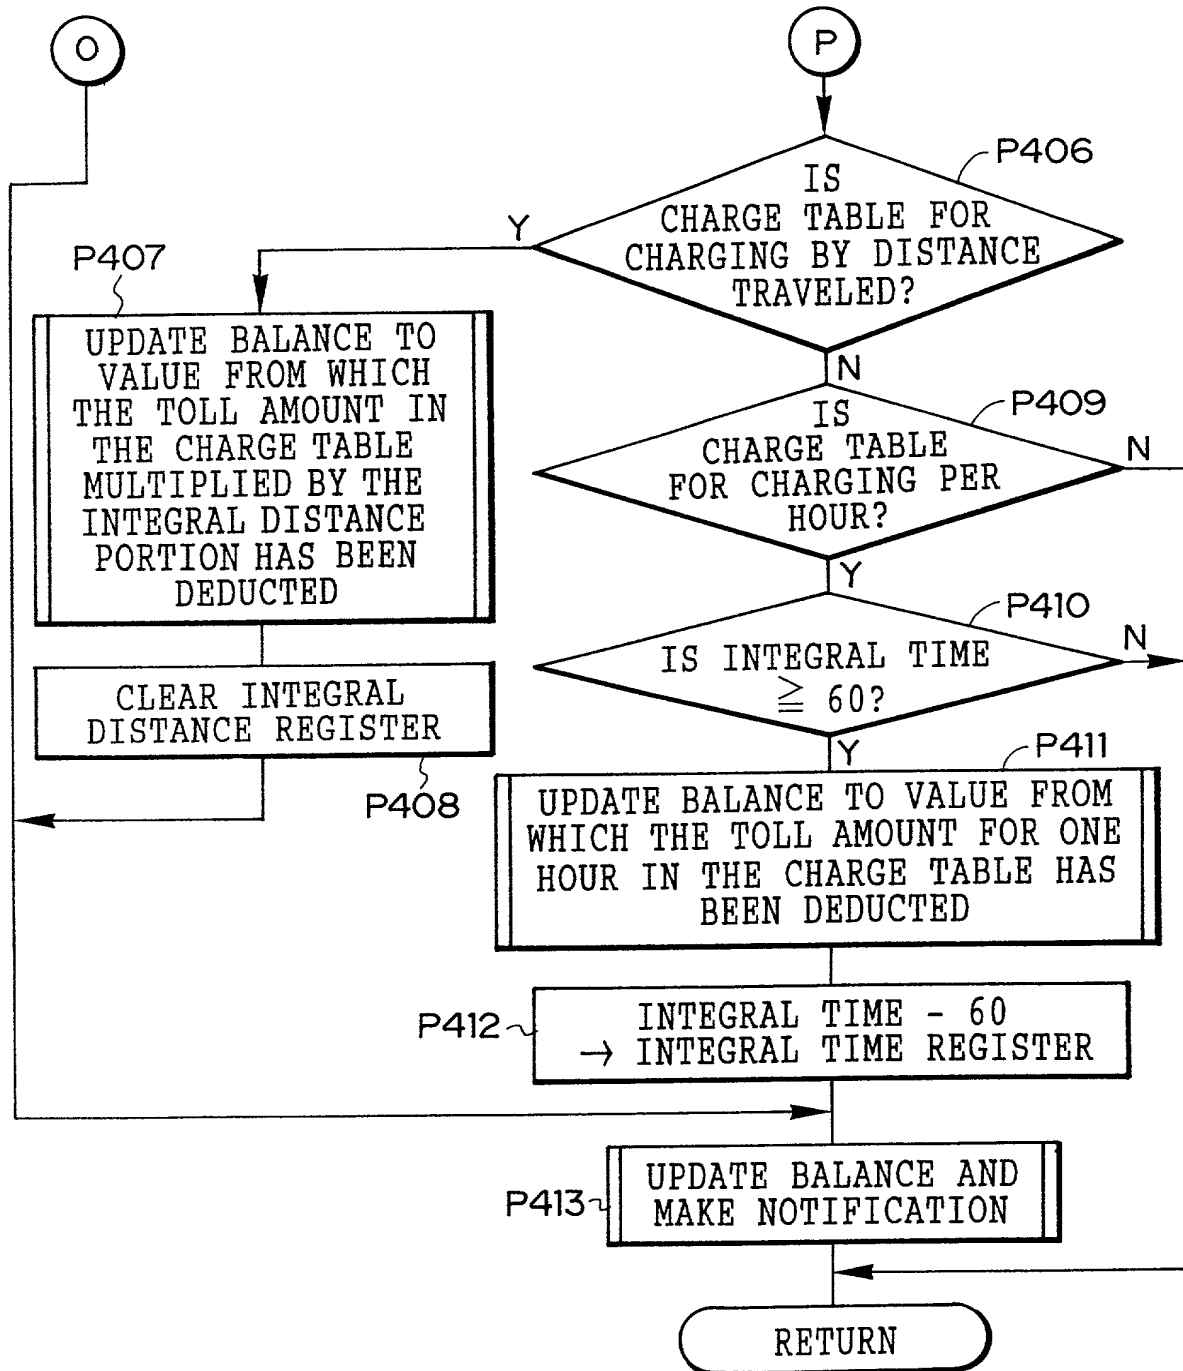 O
P
P406
IS
CHARGE TABLE FOR
CHARGING BY DISTANCE
TRAVELED?
Y
N
P407
UPDATE BALANCE TO
VALUE FROM WHICH
THE TOLL AMOUNT IN
THE CHARGE TABLE
MULTIPLIED BY THE
INTEGRAL DISTANCE
PORTION HAS BEEN
DEDUCTED
CLEAR INTEGRAL
DISTANCE REGISTER
P408
P409
IS
CHARGE TABLE
FOR CHARGING PER
HOUR?
N
Y
P410
IS INTEGRAL TIME
≧ 60?
N
Y
P411
UPDATE BALANCE TO VALUE FROM
WHICH THE TOLL AMOUNT FOR ONE
HOUR IN THE CHARGE TABLE HAS
BEEN DEDUCTED
P412
INTEGRAL TIME - 60
→ INTEGRAL TIME REGISTER
P413
UPDATE BALANCE AND
MAKE NOTIFICATION
RETURN